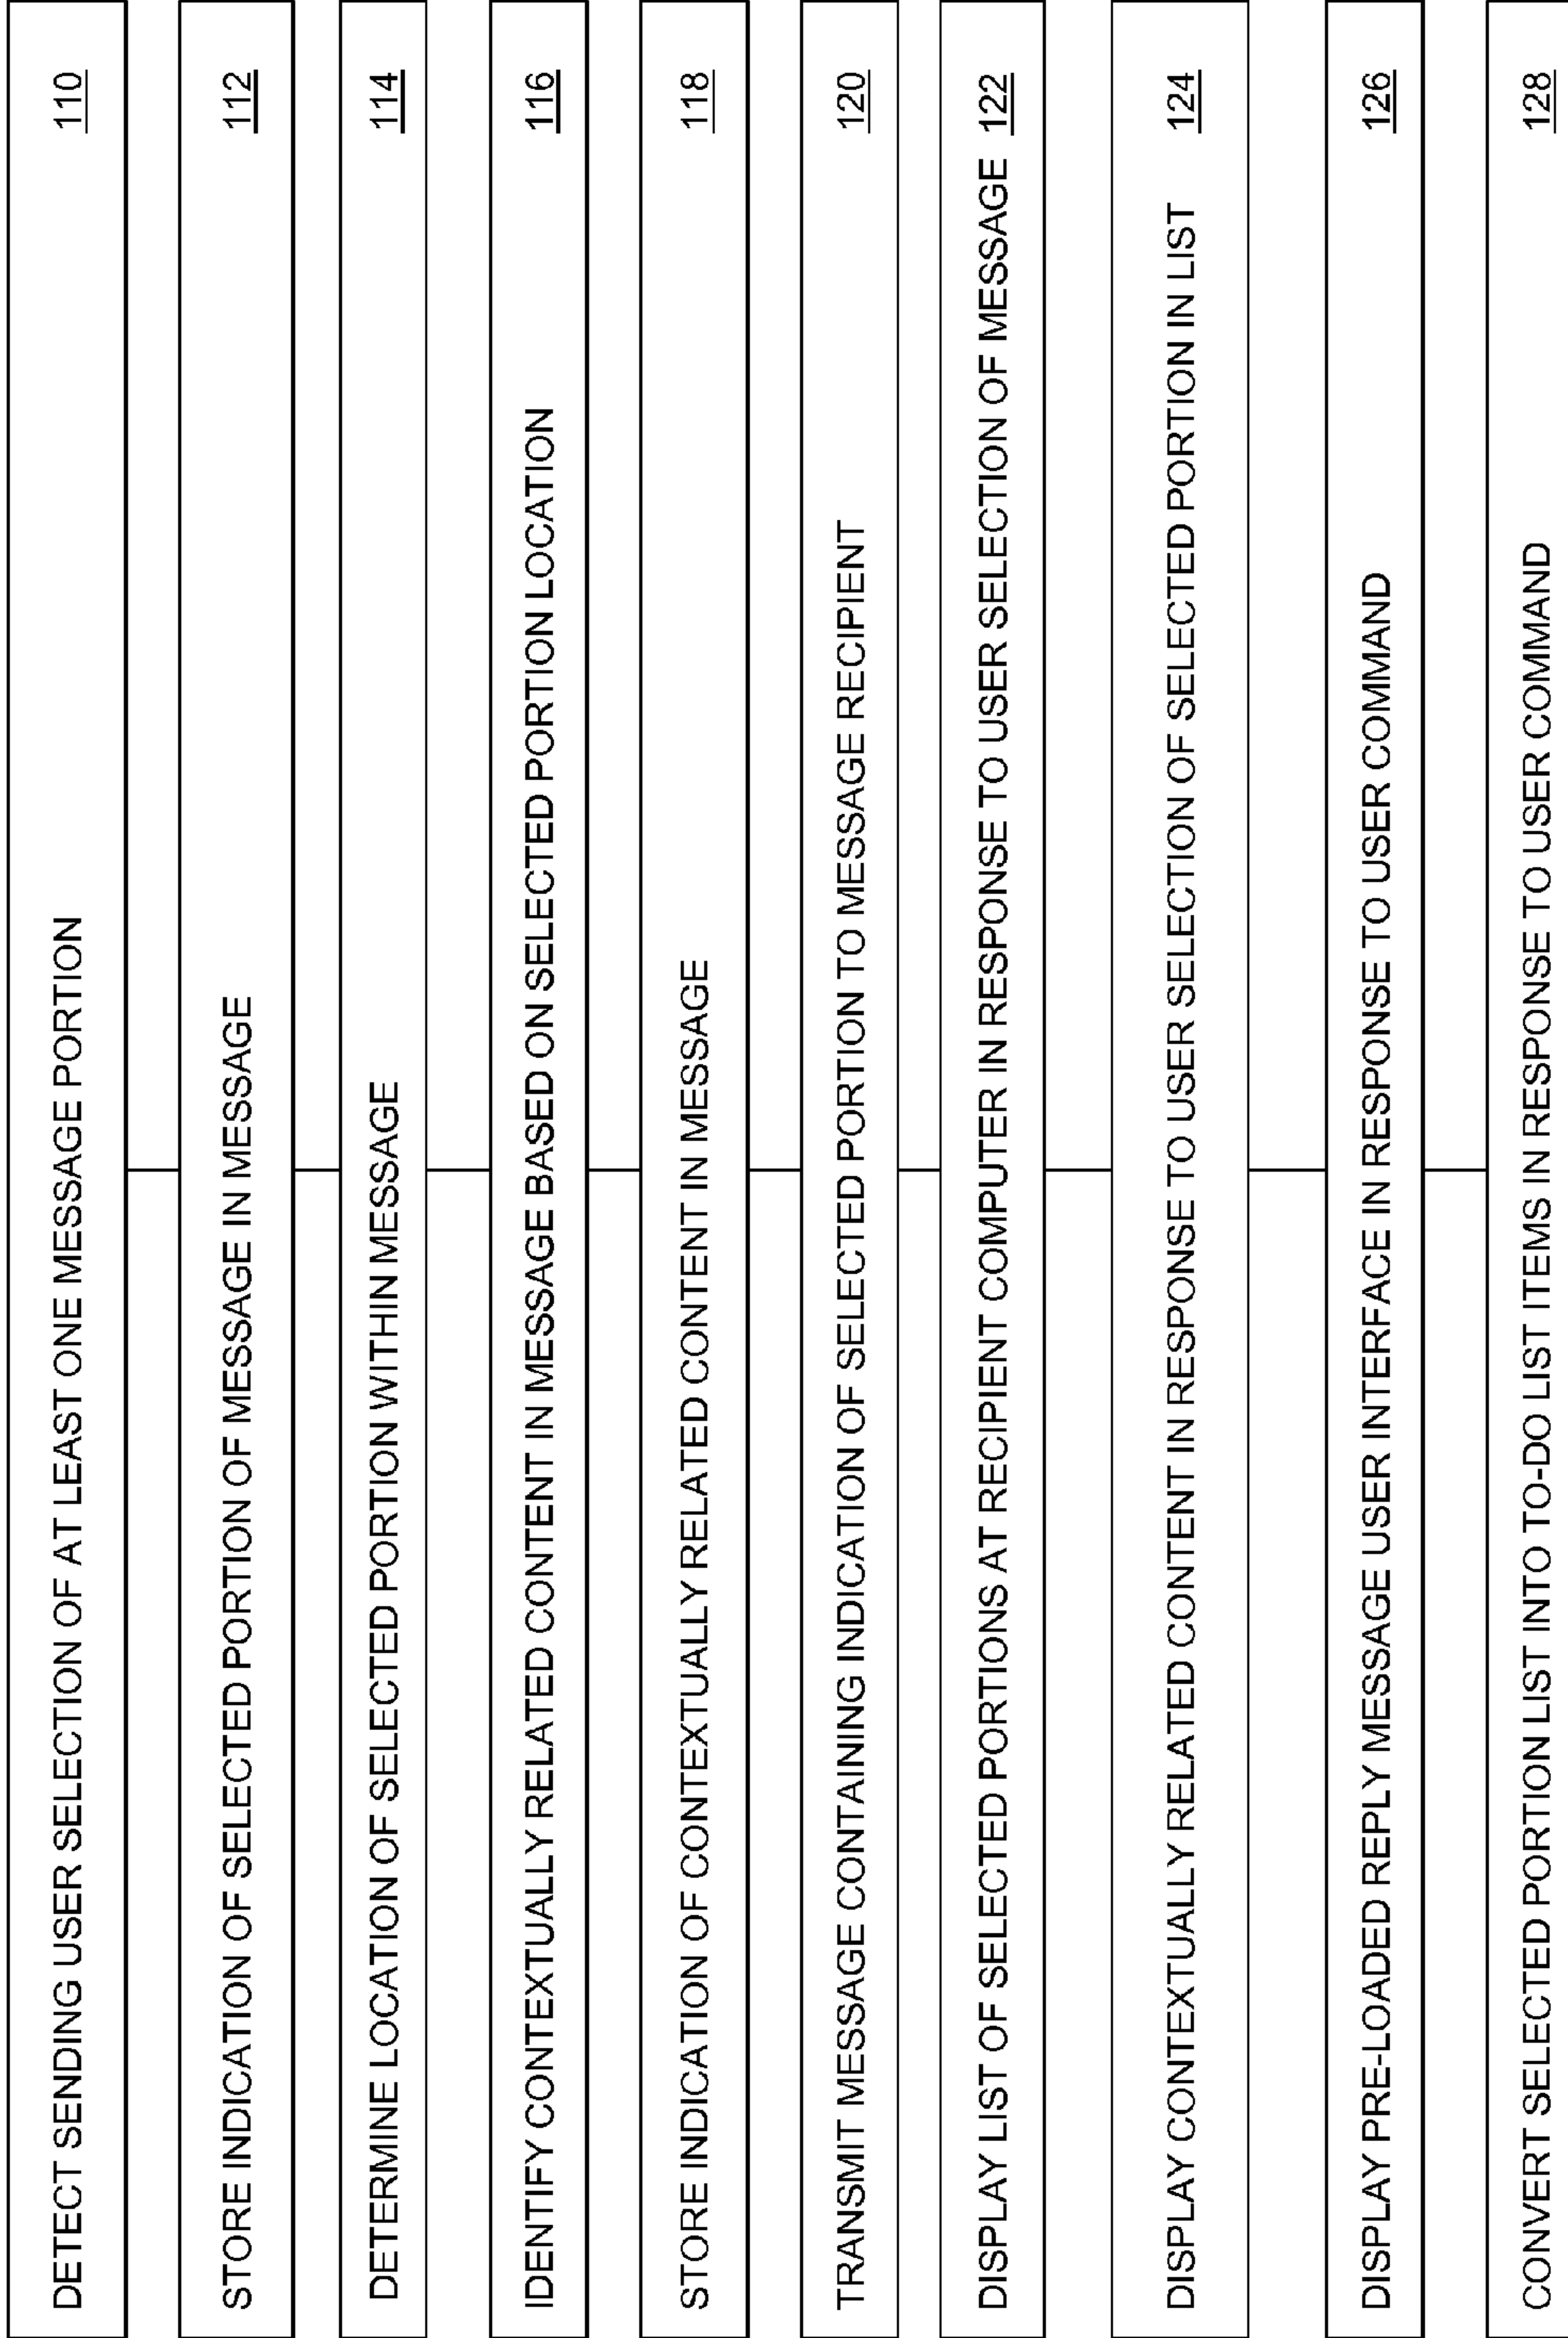 DETECT SENDING USER SELECTION OF AT LEAST ONE MESSAGE PORTION 110
STORE INDICATION OF SELECTED PORTION OF MESSAGE IN MESSAGE 112
DETERMINE LOCATION OF SELECTED PORTION WITHIN MESSAGE 114
IDENTIFY CONTEXTUALLY RELATED CONTENT IN MESSAGE BASED ON SELECTED PORTION LOCATION 116
STORE INDICATION OF CONTEXTUALLY RELATED CONTENT IN MESSAGE 118
TRANSMIT MESSAGE CONTAINING INDICATION OF SELECTED PORTION TO MESSAGE RECIPIENT 120
DISPLAY LIST OF SELECTED PORTIONS AT RECIPIENT COMPUTER IN RESPONSE TO USER SELECTION OF MESSAGE 122
DISPLAY CONTEXTUALLY RELATED CONTENT IN RESPONSE TO USER SELECTION OF SELECTED PORTION IN LIST 124
DISPLAY PRE-LOADED REPLY MESSAGE USER INTERFACE IN RESPONSE TO USER COMMAND 126
CONVERT SELECTED PORTION LIST INTO TO-DO LIST ITEMS IN RESPONSE TO USER COMMAND 128